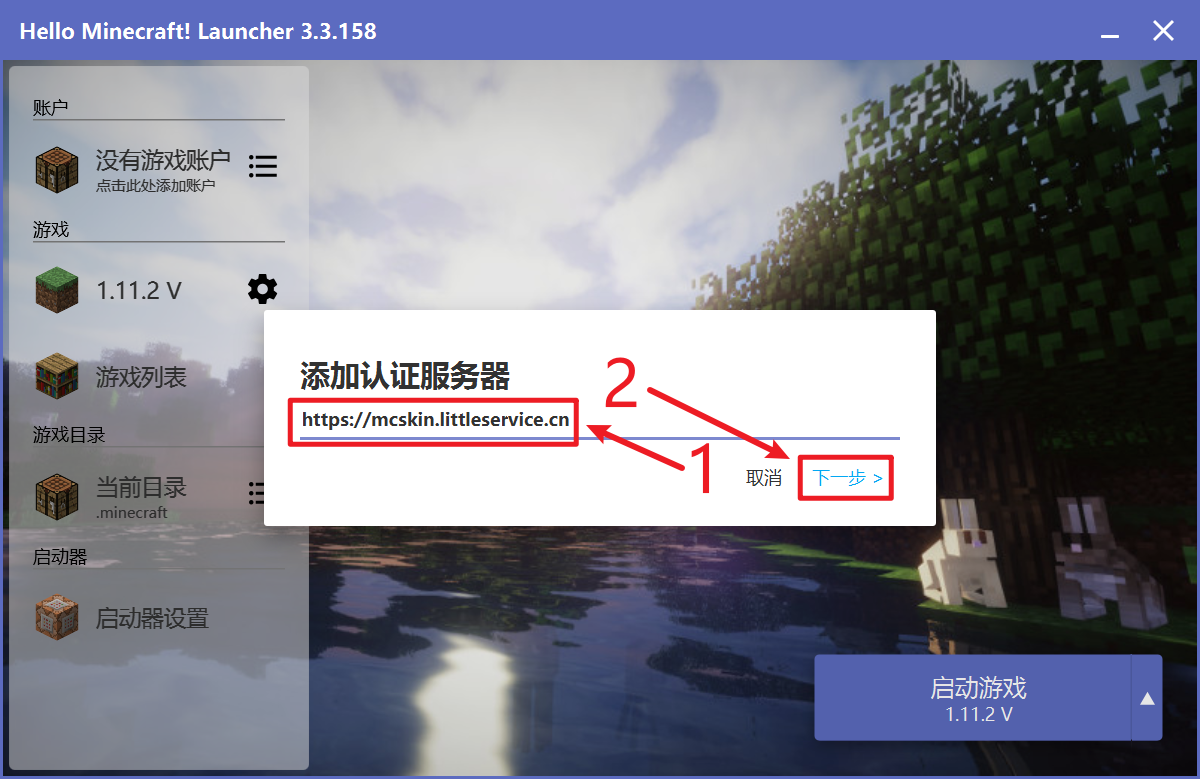 Hello Minecraft! Launcher 3.3.158
账户
没有游戏账户
点击此处添加账户
游戏
1.11.2 V
游戏列表
游戏目录
当前目录
.minecraft
启动器
启动器设置
添加认证服务器
https://mcskin.littleservice.cn
2
1
取消
下一步 >
启动游戏
1.11.2 V